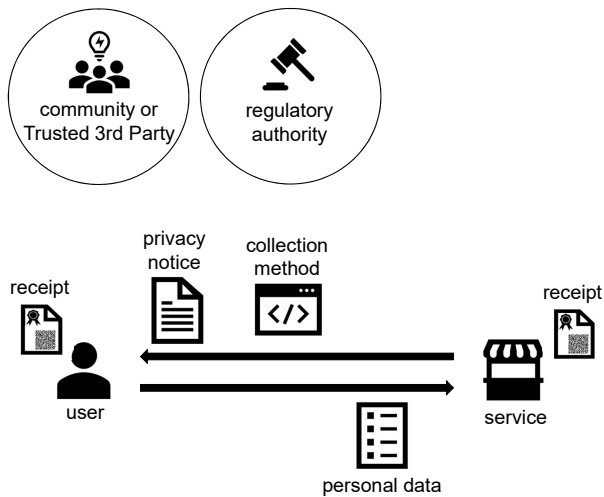 community or
Trusted 3rd Party
regulatory
authority
privacy
notice
collection
method
receipt
receipt
</>
user
service
personal data